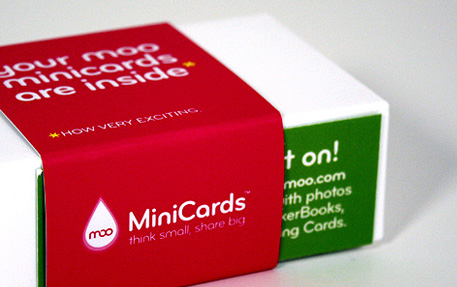 your moo
minicards
are inside*
*HOW VERY EXCITING.
moo
MiniCards™
think small, share big
t on!
moo.com
with photos
kerBooks,
ng Cards.